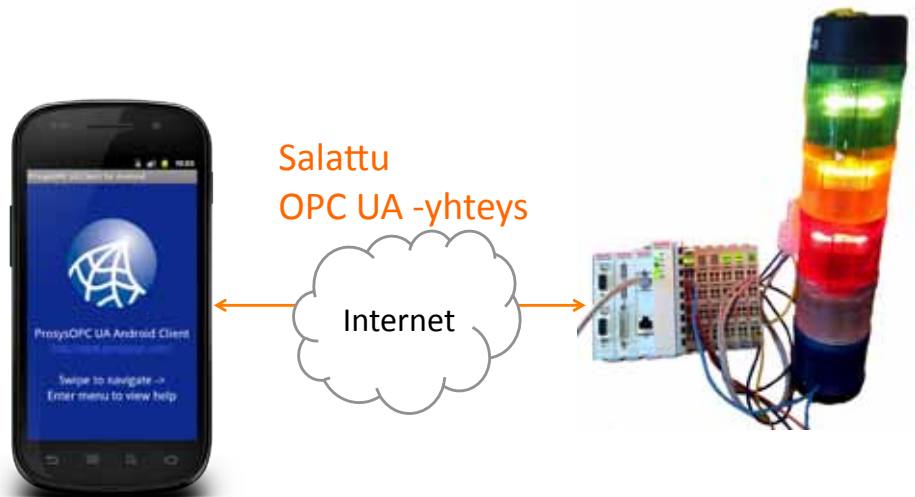 Salattu
OPC UA -yhteys
Internet
ProsysOPC UA Android Client
Swipe to navigate ->
Enter menu to view help